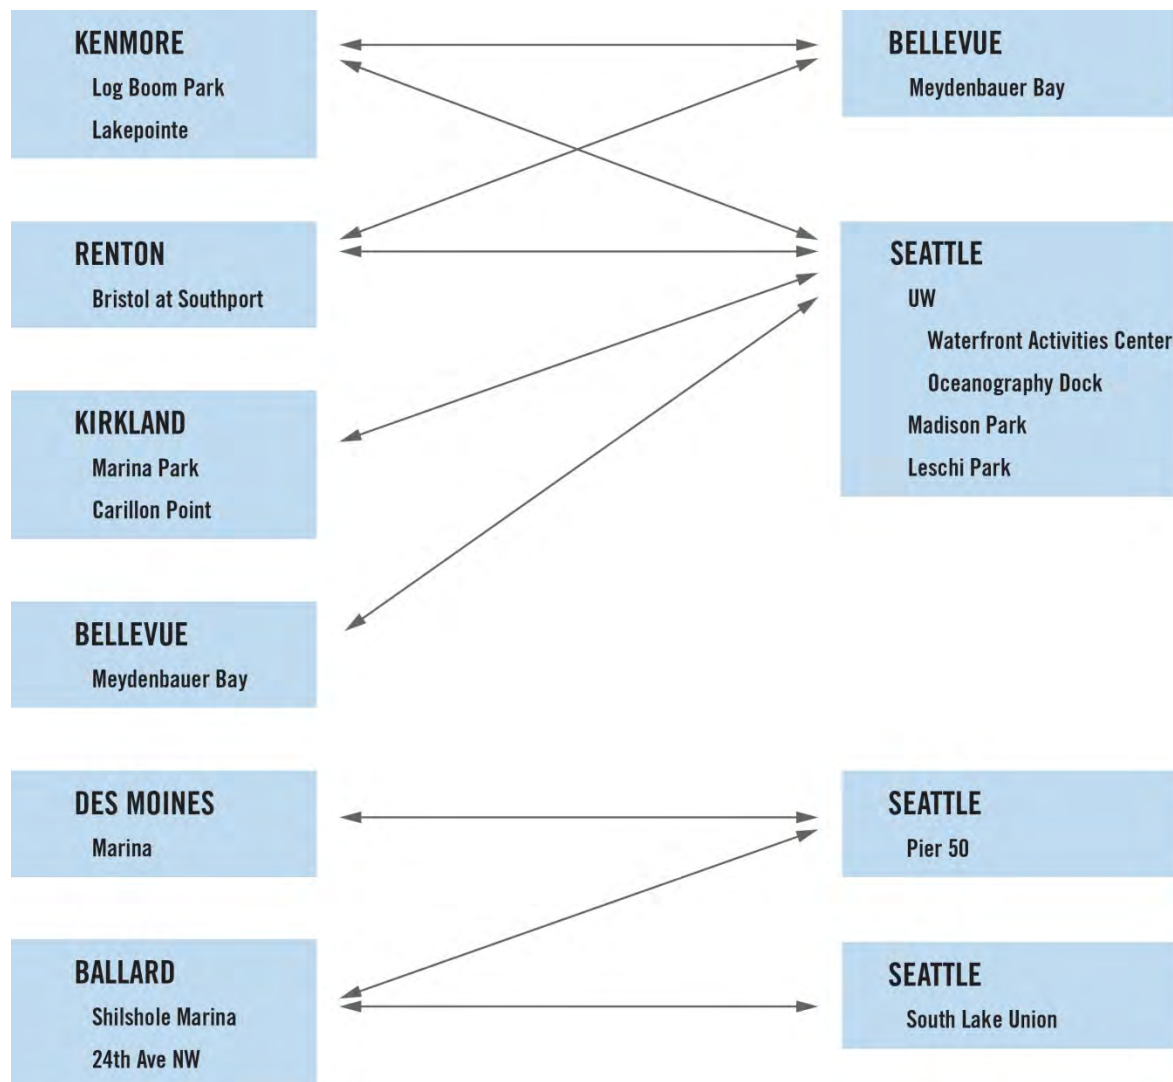 KENMORE
Log Boom Park
Lakepointe
BELLEVUE
Meydenbauer Bay
RENTON
Bristol at Southport
SEATTLE
UW
Waterfront Activities Center
Oceanography Dock
Madison Park
Leschi Park
KIRKLAND
Marina Park
Carillon Point
BELLEVUE
Meydenbauer Bay
DES MOINES
Marina
SEATTLE
Pier 50
BALLARD
Shilshole Marina
24th Ave NW
SEATTLE
South Lake Union